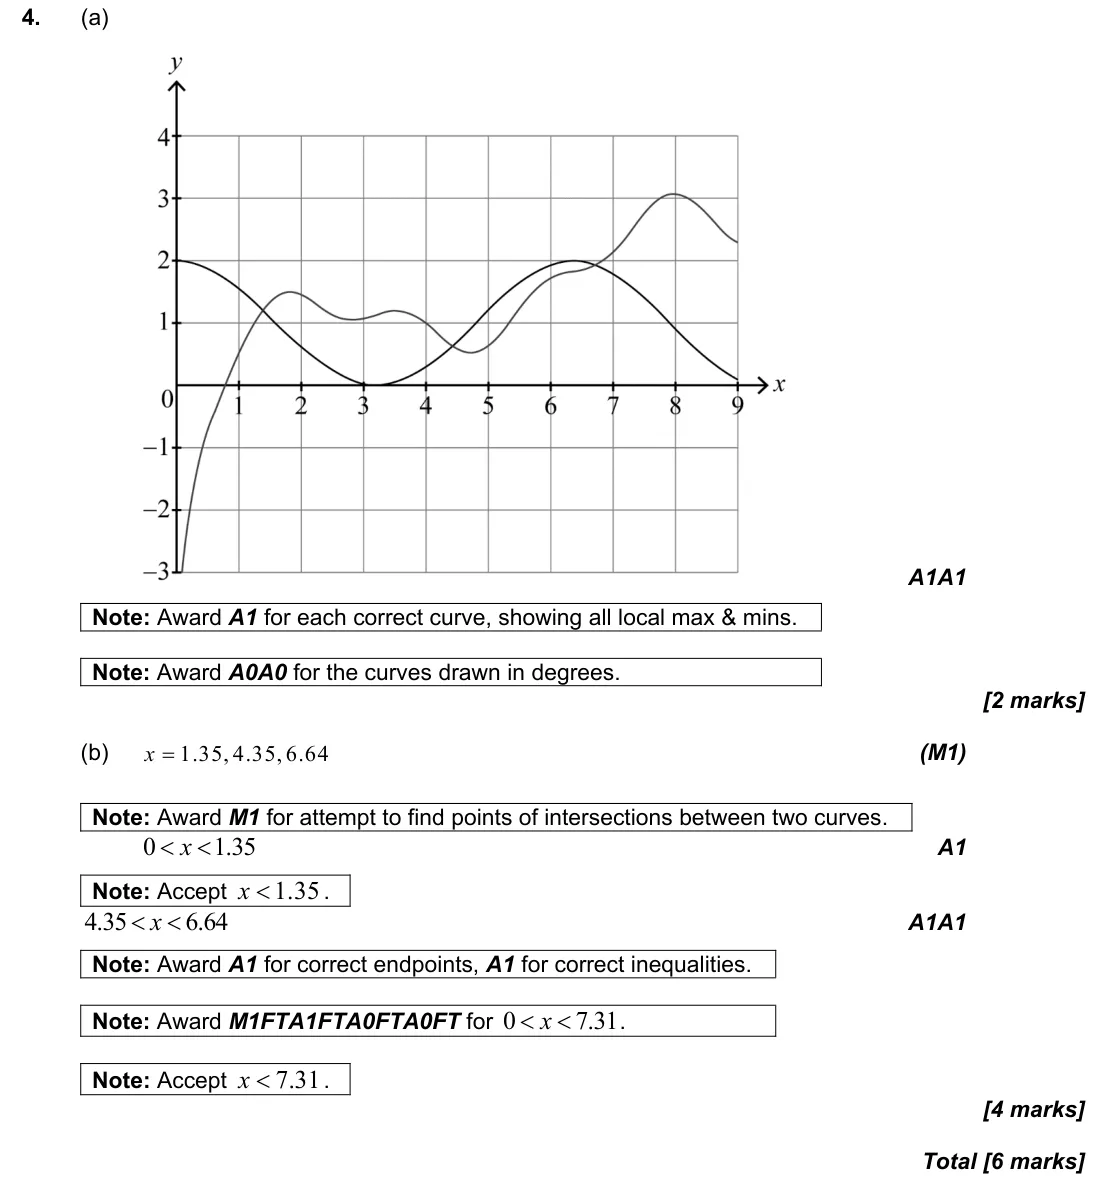 4. (a)
y
4
3
2
1
0
1 2 3 4 5 6 7 8 9 x
−1
−2
−3
A1A1
Note: Award A1 for each correct curve, showing all local max & mins.
Note: Award A0A0 for the curves drawn in degrees.
[2 marks]
(b) x = 1.35, 4.35, 6.64 (M1)
Note: Award M1 for attempt to find points of intersections between two curves.
0 < x < 1.35 A1
Note: Accept x < 1.35 .
4.35 < x < 6.64 A1A1
Note: Award A1 for correct endpoints, A1 for correct inequalities.
Note: Award M1FTA1FTA0FTA0FT for 0 < x < 7.31 .
Note: Accept x < 7.31 .
[4 marks]
Total [6 marks]